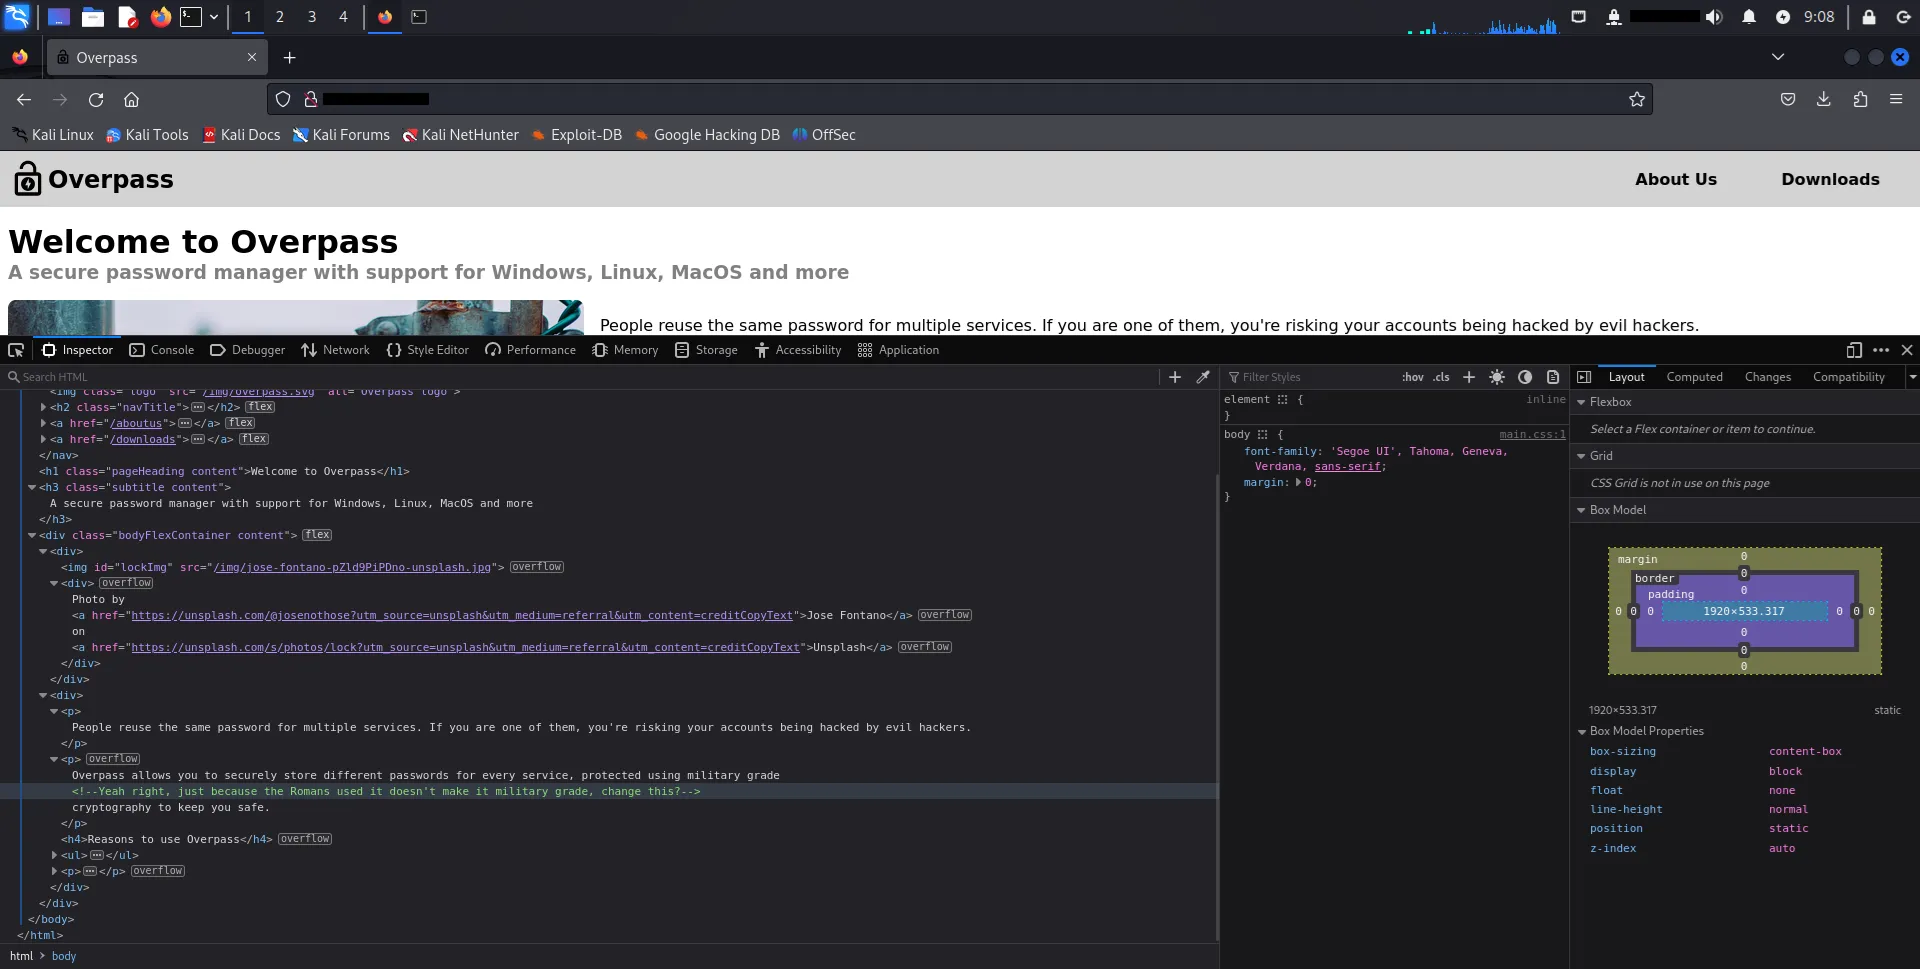 1 2 3 4 9:08
Overpass
Kali Linux Kali Tools Kali Docs Kali Forums Kali NetHunter Exploit-DB Google Hacking DB OffSec
Overpass About Us Downloads
Welcome to Overpass
A secure password manager with support for Windows, Linux, MacOS and more
People reuse the same password for multiple services. If you are one of them, you're risking your accounts being hacked by evil hackers.
Inspector Console Debugger Network Style Editor Performance Memory Storage Accessibility Application
Search HTML
<img class="logo" src="/img/overpass.svg" alt="Overpass logo">
<h2 class="navTitle"></h2> flex
<a href="/aboutus"></a> flex
<a href="/downloads"></a> flex
</nav>
<h1 class="pageHeading content">Welcome to Overpass</h1>
<h3 class="subtitle content">
A secure password manager with support for Windows, Linux, MacOS and more
</h3>
<div class="bodyFlexContainer content"> flex
<div>
<img id="lockImg" src="/img/jose-fontano-pZld9PiPDno-unsplash.jpg"> overflow
<div> overflow
Photo by
<a href="https://unsplash.com/@josenothose?utm_source=unsplash&utm_medium=referral&utm_content=creditCopyText">Jose Fontano</a> overflow
on
<a href="https://unsplash.com/s/photos/lock?utm_source=unsplash&utm_medium=referral&utm_content=creditCopyText">Unsplash</a> overflow
</div>
</div>
<div>
<p>
People reuse the same password for multiple services. If you are one of them, you're risking your accounts being hacked by evil hackers.
</p>
<p> overflow
Overpass allows you to securely store different passwords for every service, protected using military grade
<!--Yeah right, just because the Romans used it doesn't make it military grade, change this?-->
cryptography to keep you safe.
</p>
<h4>Reasons to use Overpass</h4> overflow
<ul></ul>
<p></p> overflow
</div>
</div>
</body>
</html>
html > body
Filter Styles :hov .cls
element { inline
}
body { main.css:1
font-family: 'Segoe UI', Tahoma, Geneva,
Verdana, sans-serif;
margin: 0;
}
Layout Computed Changes Compatibility
Flexbox
Select a Flex container or item to continue.
Grid
CSS Grid is not in use on this page
Box Model
margin 0
border 0
padding 0
0 0 0 1920×533.317 0 0 0
0
0
0
1920×533.317 static
Box Model Properties
box-sizing content-box
display block
float none
line-height normal
position static
z-index auto